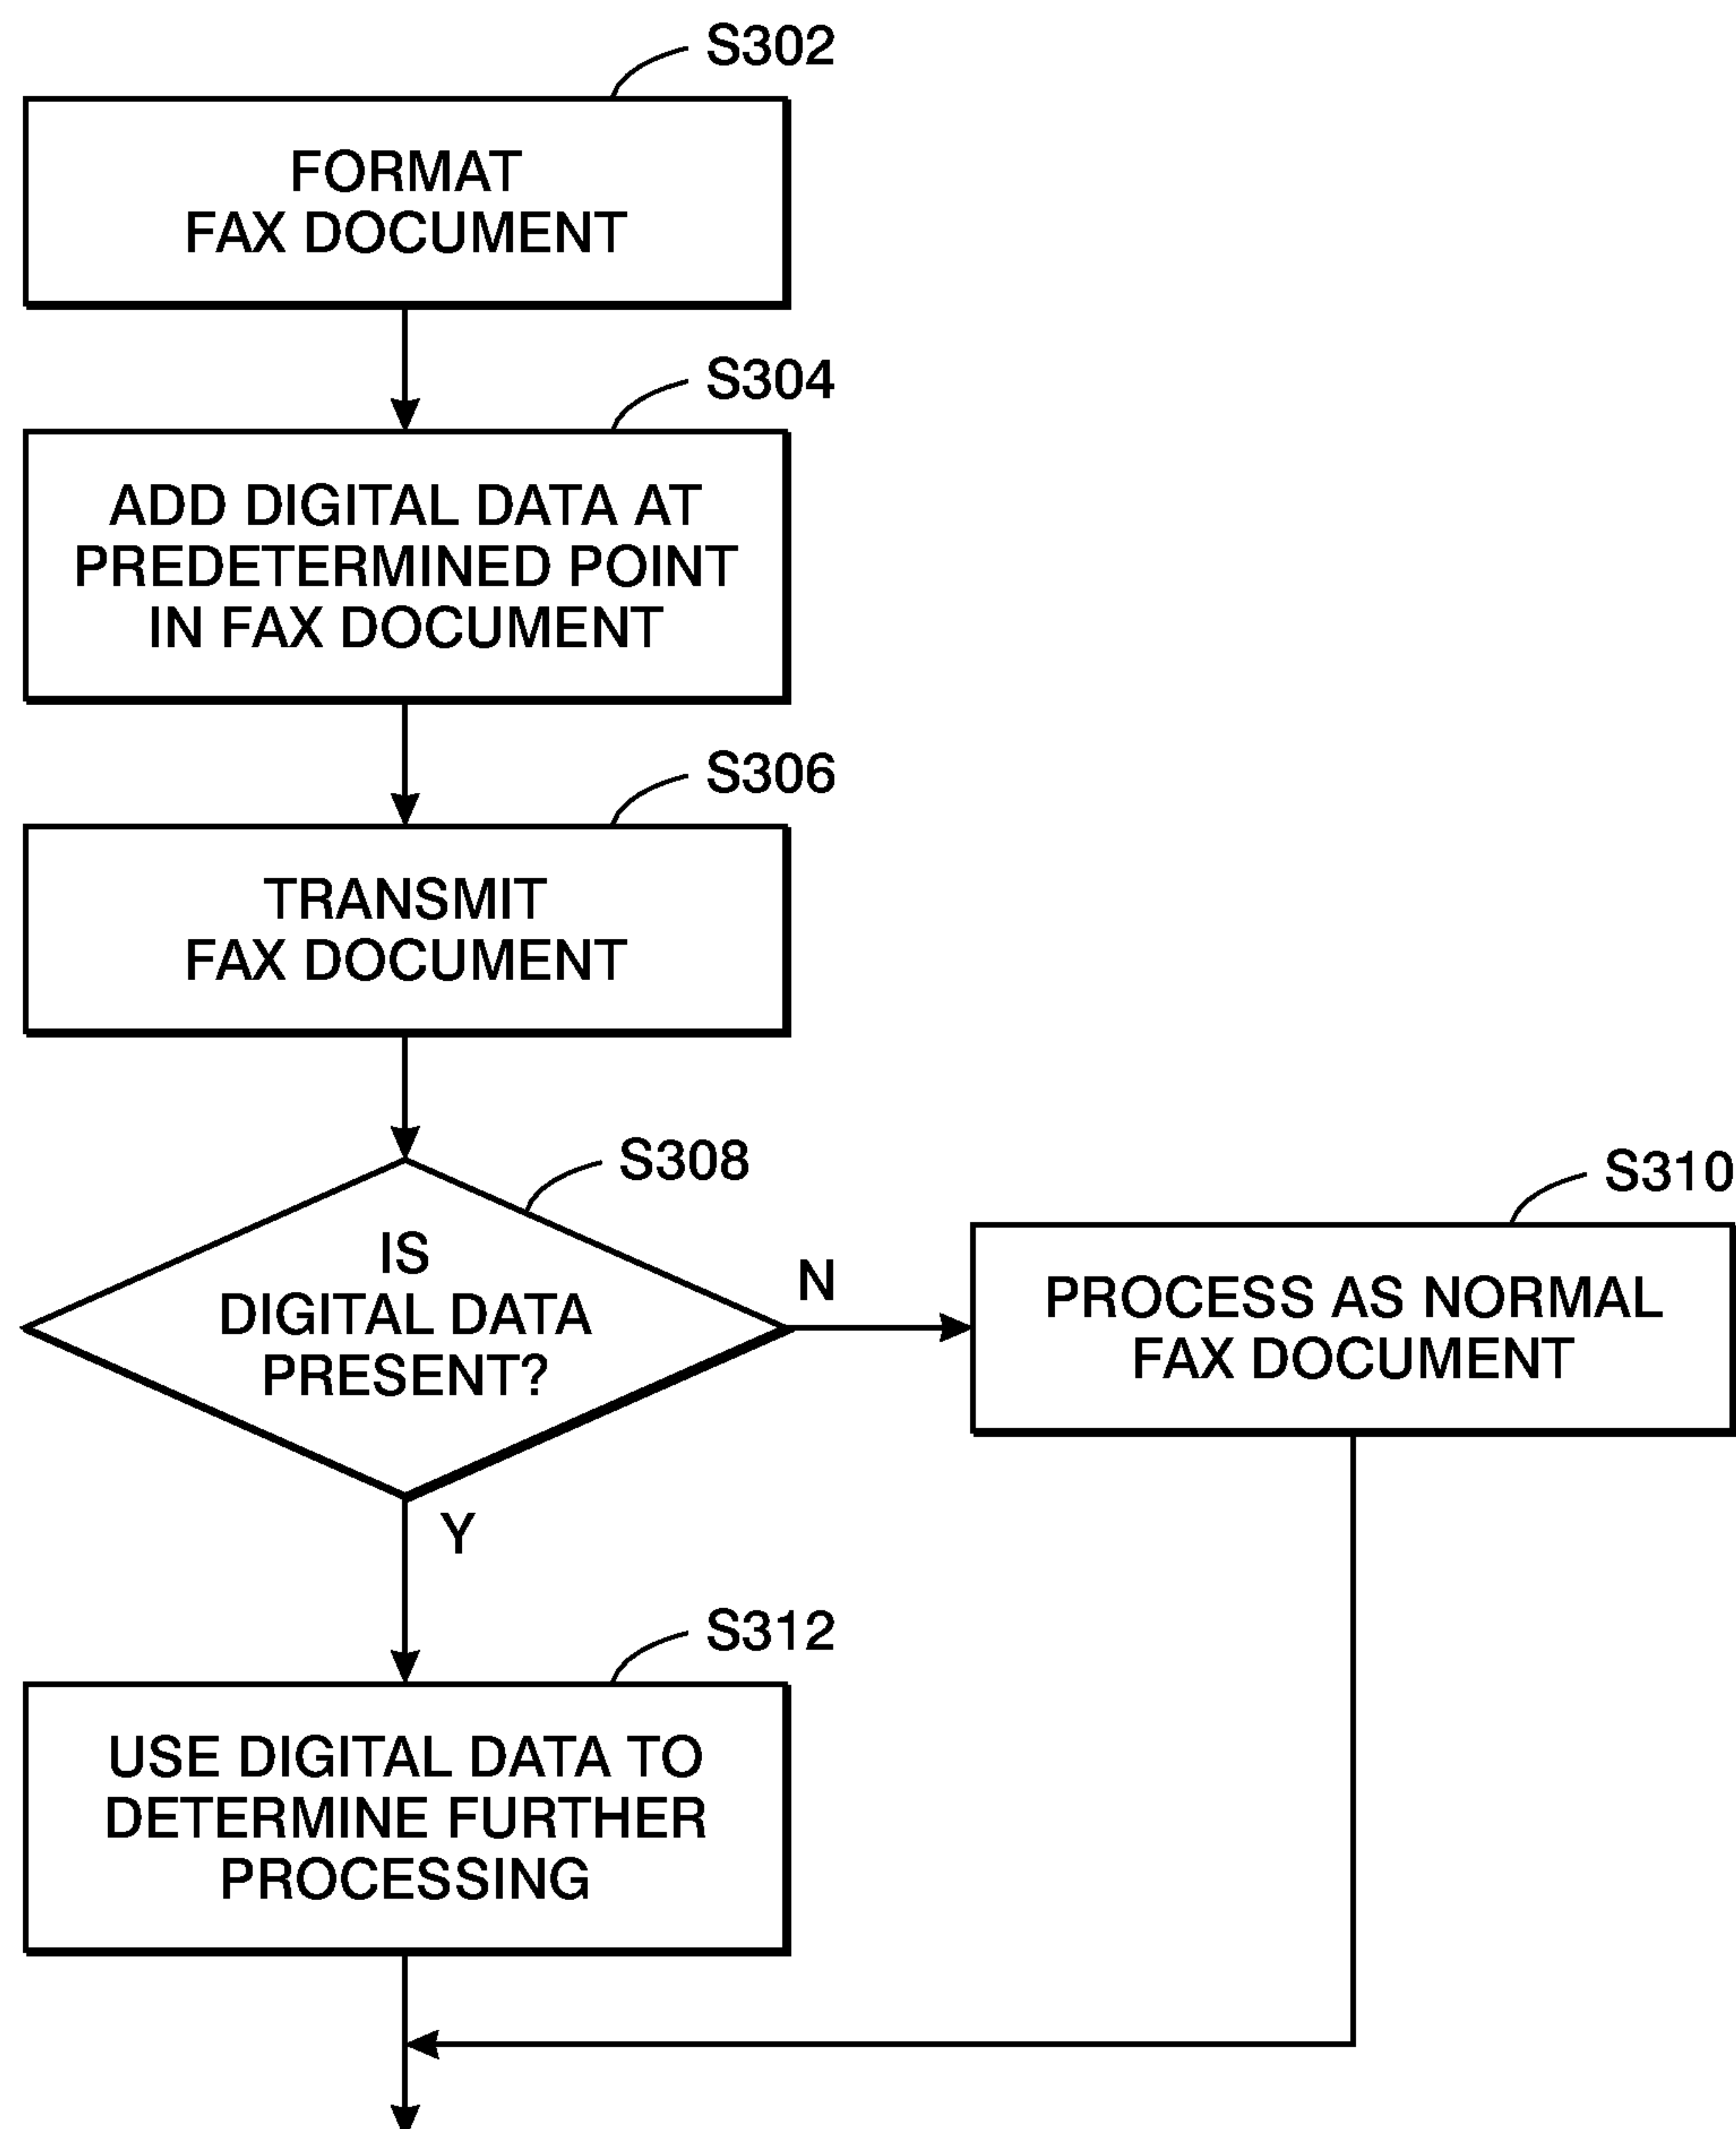 S302
FORMAT
FAX DOCUMENT
S304
ADD DIGITAL DATA AT
PREDETERMINED POINT
IN FAX DOCUMENT
S306
TRANSMIT
FAX DOCUMENT
S308
IS
DIGITAL DATA
PRESENT?
N
S310
PROCESS AS NORMAL
FAX DOCUMENT
Y
S312
USE DIGITAL DATA TO
DETERMINE FURTHER
PROCESSING